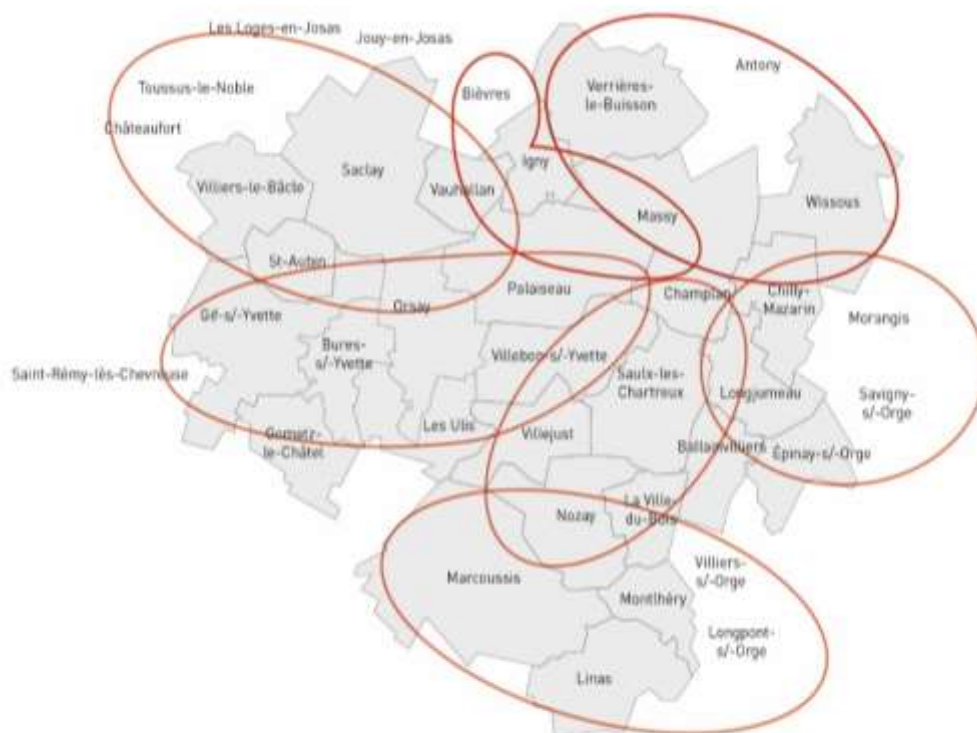 Les Loges-en-Josas
Jouy-en-Josas
Antony
Toussus-le-Noble
Bièvres
Verrières-
le-Buisson
Châteaufort
Igny
Saclay
Villiers-le-Bâcle
Vauhallan
Wissous
Massy
St-Aubin
Palaiseau
Champlan
Chilly-
Mazarin
Orsay
Gif-s/-Yvette
Morangis
Bures-
s/-Yvette
Villebon-s/-Yvette
Saint-Rémy-lès-Chevreuse
Saulx-les-
Chartreux
Longjumeau
Savigny-
s/-Orge
Les Ulis
Villejust
Gometz-
le-Châtel
Ballainvilliers
Épinay-s/-Orge
La Ville-
du-Bois
Nozay
Villiers-
s/-Orge
Marcoussis
Montlhéry
Longpont-
s/-Orge
Linas